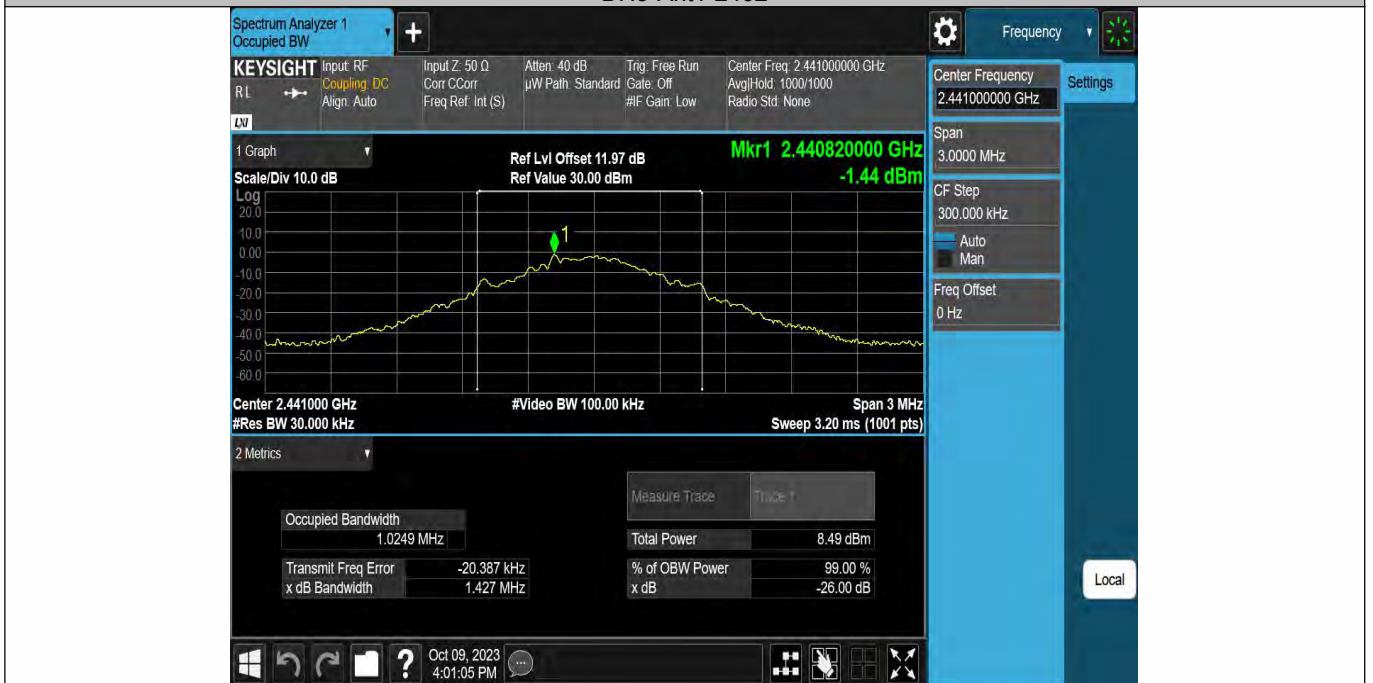 Spectrum Analyzer 1
Occupied BW
Frequency
KEYSIGHT
Input: RF
Coupling: DC
Align: Auto
RL
LXI
Input Z: 50 Ω
Corr CCorr
Freq Ref: Int (S)
Atten: 40 dB
µW Path: Standard
Trig: Free Run
Gate: Off
#IF Gain: Low
Center Freq: 2.441000000 GHz
Avg|Hold: 1000/1000
Radio Std: None
Center Frequency
2.441000000 GHz
Settings
Span
3.0000 MHz
CF Step
300.000 kHz
Auto
Man
Freq Offset
0 Hz
Local
1 Graph
Scale/Div 10.0 dB
Ref Lvl Offset 11.97 dB
Ref Value 30.00 dBm
Mkr1 2.440820000 GHz
-1.44 dBm
Log
20.0
10.0
0.00
-10.0
-20.0
-30.0
-40.0
-50.0
-60.0
1
Center 2.441000 GHz
#Video BW 100.00 kHz
Span 3 MHz
#Res BW 30.000 kHz
Sweep 3.20 ms (1001 pts)
2 Metrics
Measure Trace
Trace 1
Occupied Bandwidth
1.0249 MHz
Total Power
8.49 dBm
Transmit Freq Error
-20.387 kHz
% of OBW Power
99.00 %
x dB Bandwidth
1.427 MHz
x dB
-26.00 dB
?
Oct 09, 2023
4:01:05 PM